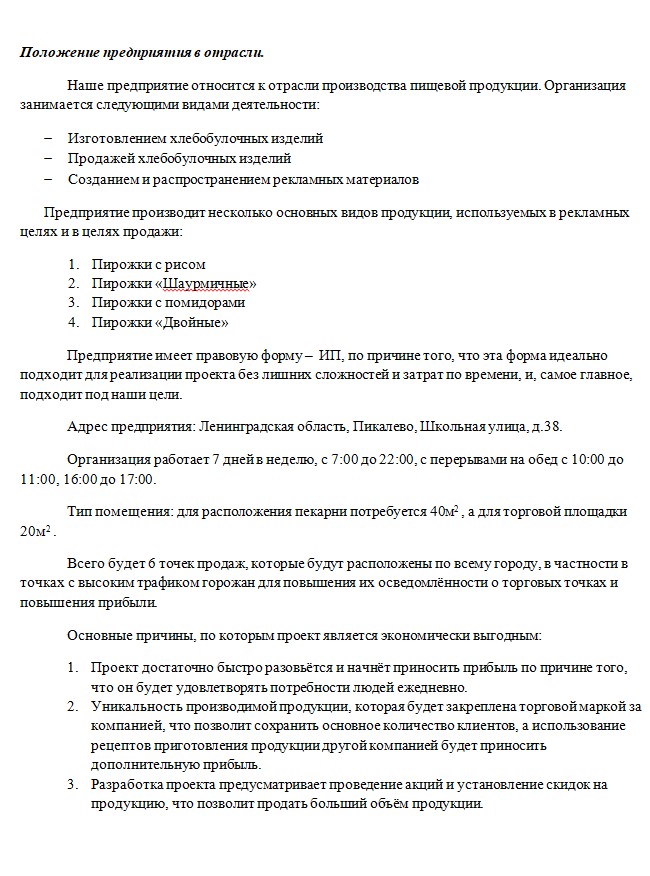 Положение предприятия в отрасли.
Наше предприятие относится к отрасли производства пищевой продукции. Организация
занимается следующими видами деятельности:
– Изготовлением хлебобулочных изделий
– Продажей хлебобулочных изделий
– Созданием и распространением рекламных материалов
Предприятие производит несколько основных видов продукции, используемых в рекламных
целях и в целях продажи:
1. Пирожки с рисом
2. Пирожки «Шаурмичные»
3. Пирожки с помидорами
4. Пирожки «Двойные»
Предприятие имеет правовую форму – ИП, по причине того, что эта форма идеально
подходит для реализации проекта без лишних сложностей и затрат по времени, и, самое главное,
подходит под наши цели.
Адрес предприятия: Ленинградская область, Пикалево, Школьная улица, д.38.
Организация работает 7 дней в неделю, с 7:00 до 22:00, с перерывами на обед с 10:00 до
11:00, 16:00 до 17:00.
Тип помещения: для расположения пекарни потребуется 40м², а для торговой площадки
20м² .
Всего будет 6 точек продаж, которые будут расположены по всему городу, в частности в
точках с высоким трафиком горожан для повышения их осведомлённости о торговых точках и
повышения прибыли.
Основные причины, по которым проект является экономически выгодным:
1. Проект достаточно быстро разовьётся и начнёт приносить прибыль по причине того,
что он будет удовлетворять потребности людей ежедневно.
2. Уникальность производимой продукции, которая будет закреплена торговой маркой за
компанией, что позволит сохранить основное количество клиентов, а использование
рецептов приготовления продукции другой компанией будет приносить
дополнительную прибыль.
3. Разработка проекта предусматривает проведение акций и установление скидок на
продукцию, что позволит продать больший объём продукции.